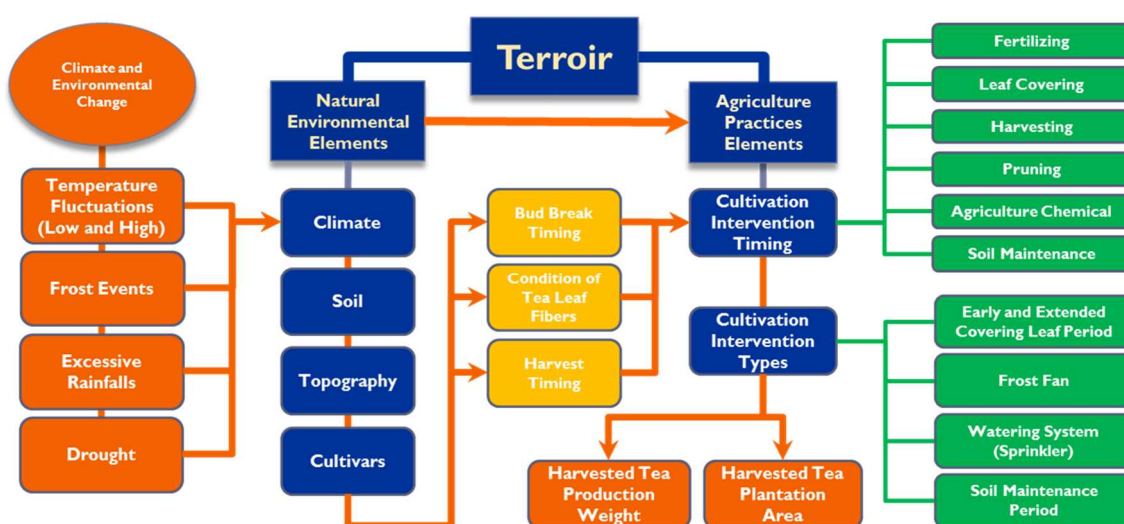 Terroir
Climate and
Environmental
Change
Temperature
Fluctuations
(Low and High)
Frost Events
Excessive
Rainfalls
Drought
Natural
Environmental
Elements
Climate
Soil
Topography
Cultivars
Bud Break
Timing
Condition of
Tea Leaf
Fibers
Harvest
Timing
Agriculture
Practices
Elements
Cultivation
Intervention
Timing
Cultivation
Intervention
Types
Harvested Tea
Production
Weight
Harvested Tea
Plantation
Area
Fertilizing
Leaf Covering
Harvesting
Pruning
Agriculture Chemical
Soil Maintenance
Early and Extended
Covering Leaf Period
Frost Fan
Watering System
(Sprinkler)
Soil Maintenance
Period